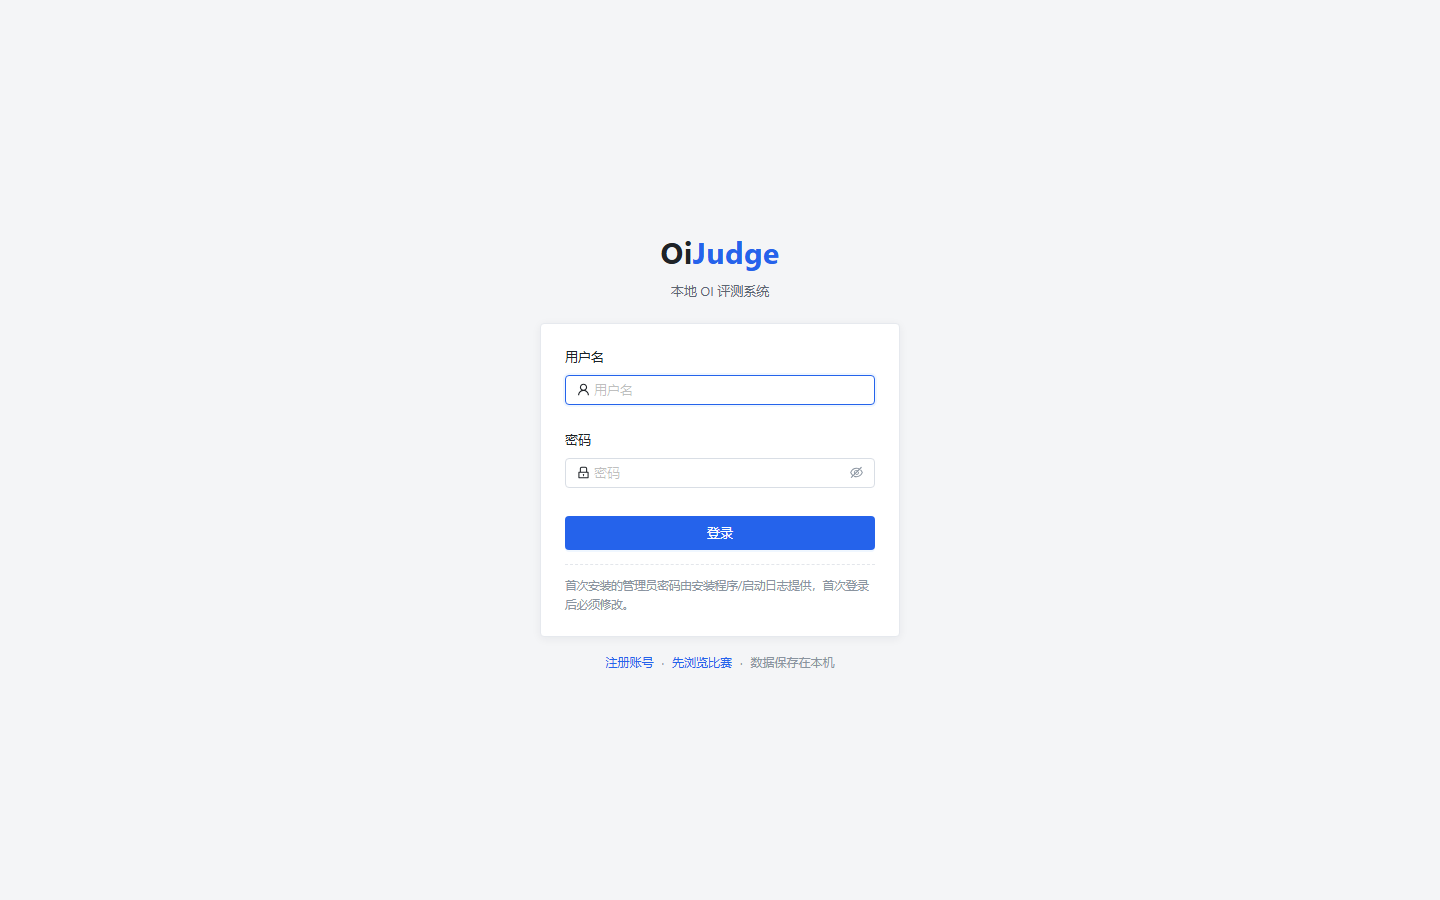 OiJudge
本地 OI 评测系统
用户名
用户名
密码
密码
登录
首次安装的管理员密码由安装程序/启动日志提供，首次登录
后必须修改。
注册账号 · 先浏览比赛 · 数据保存在本机